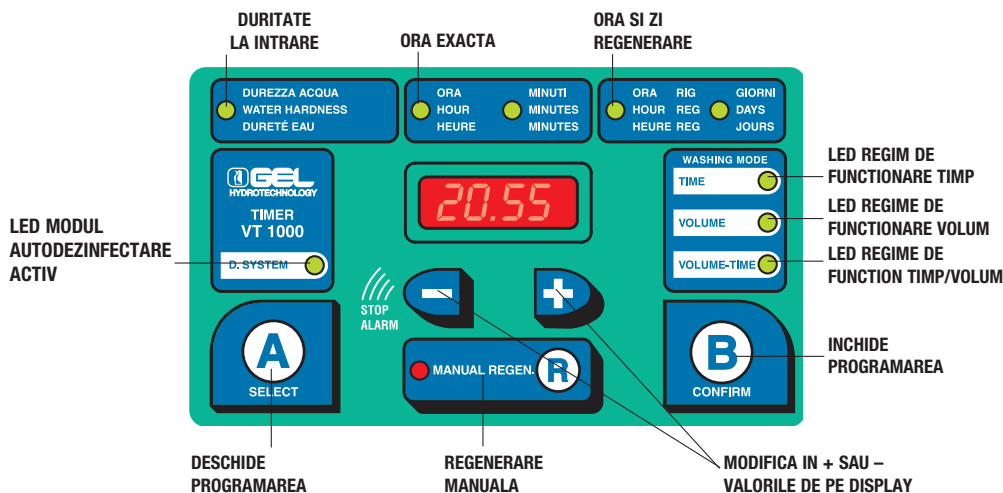 DURITATE
LA INTRARE
ORA EXACTA
ORA SI ZI
REGENERARE
DUREZZA ACQUA
WATER HARDNESS
DURETÉ EAU
ORA
HOUR
HEURE
MINUTI
MINUTES
MINUTES
ORA RIG
HOUR REG
HEURE REG
GIORNI
DAYS
JOURS
GEL
HYDROTECHNOLOGY
TIMER
VT 1000
D. SYSTEM
20.55
WASHING MODE
TIME
VOLUME
VOLUME-TIME
LED REGIM DE
FUNCTIONARE TIMP
LED REGIME DE
FUNCTIONARE VOLUM
LED REGIME DE
FUNCTION TIMP/VOLUM
LED MODUL
AUTODEZINFECTARE
ACTIV
STOP
ALARM
−
+
A
SELECT
MANUAL REGEN. R
B
CONFIRM
INCHIDE
PROGRAMAREA
DESCHIDE
PROGRAMAREA
REGENERARE
MANUALA
MODIFICA IN + SAU –
VALORILE DE PE DISPLAY